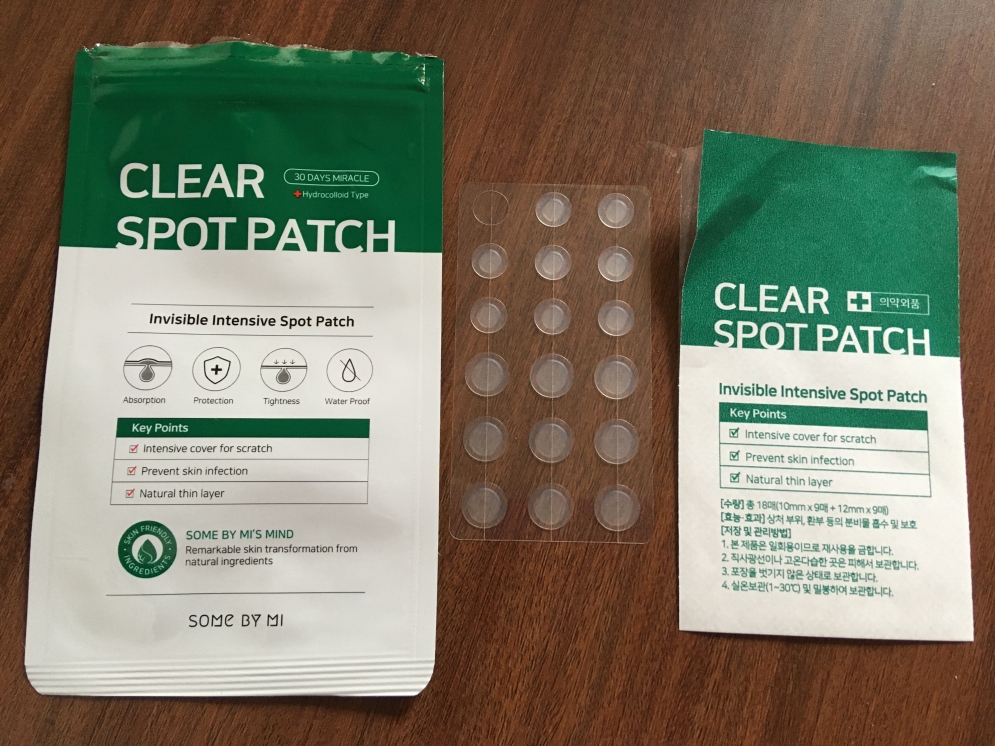 CLEAR
30 DAYS MIRACLE
Hydrocolloid Type
SPOT PATCH
Invisible Intensive Spot Patch
Absorption Protection Tightness Water Proof
Key Points
Intensive cover for scratch
Prevent skin infection
Natural thin layer
SKIN FRIENDLY INGREDIENTS
SOME BY MI'S MIND
Remarkable skin transformation from
natural ingredients
SOME BY MI
CLEAR 의약외품
SPOT PATCH
Invisible Intensive Spot Patch
Key Points
Intensive cover for scratch
Prevent skin infection
Natural thin layer
[수량] 총 18매(10mm x 9매 + 12mm x 9매)
[효능·효과] 상처 부위, 환부 등의 분비물 흡수 및 보호
[저장 및 관리방법]
1. 본 제품은 일회용이므로 재사용을 금합니다.
2. 직사광선이나 고온다습한 곳은 피해서 보관합니다.
3. 포장을 벗기지 않은 상태로 보관합니다.
4. 실온보관(1~30℃) 및 밀봉하여 보관합니다.